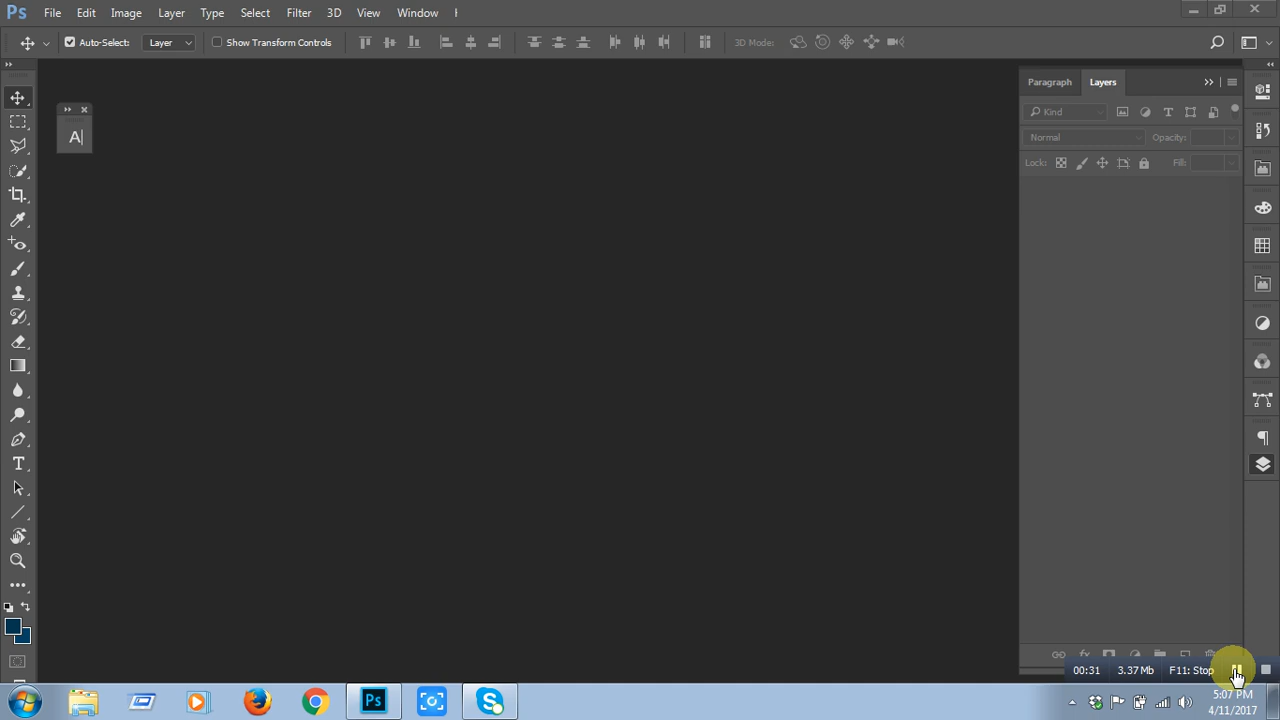 Ps File Edit Image Layer Type Select Filter 3D View Window
Auto-Select: Layer Show Transform Controls 3D Mode:
Paragraph Layers
Kind
A
Normal Opacity:
Lock: Fill:
T
00:31 3.37 Mb F11: Stop
Ps
5:07 PM
4/11/2017